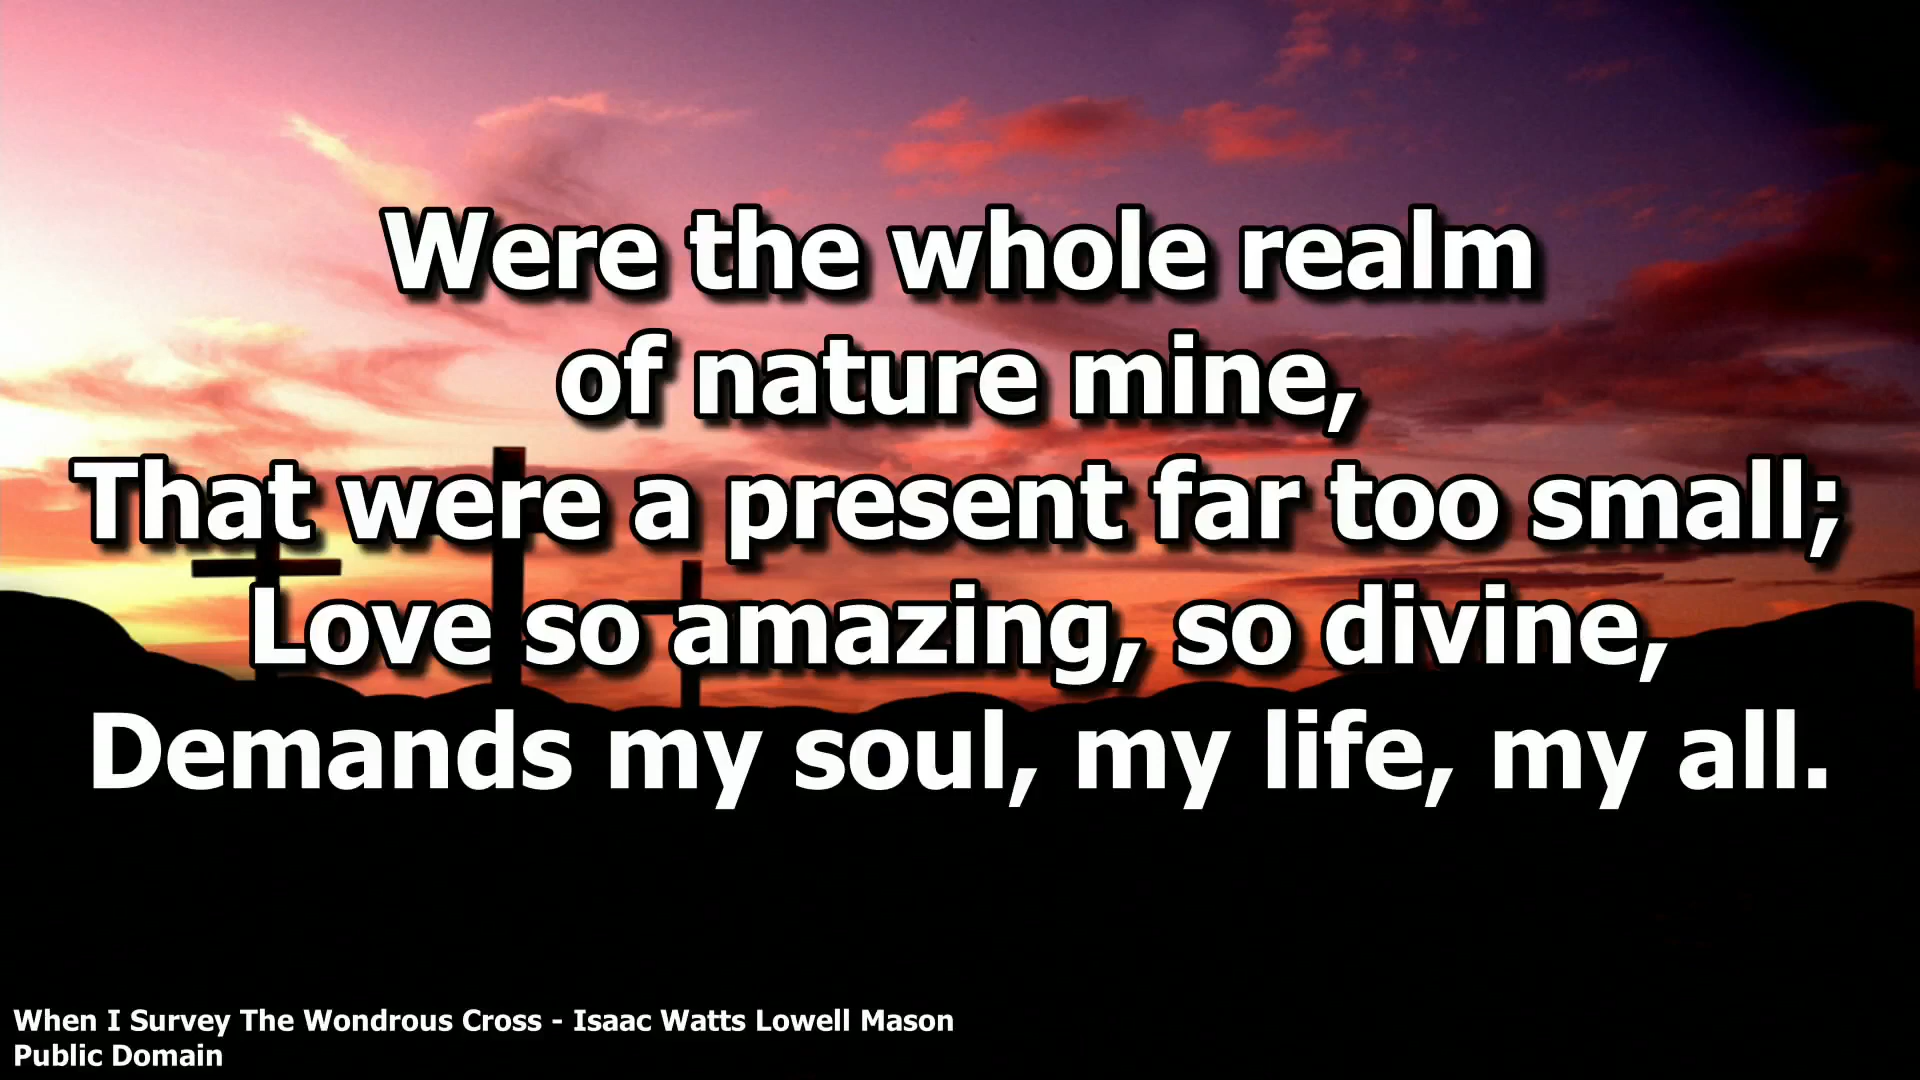 Were the whole realm
of nature mine,
That were a present far too small;
Love so amazing, so divine,
Demands my soul, my life, my all.
When I Survey The Wondrous Cross - Isaac Watts Lowell Mason
Public Domain